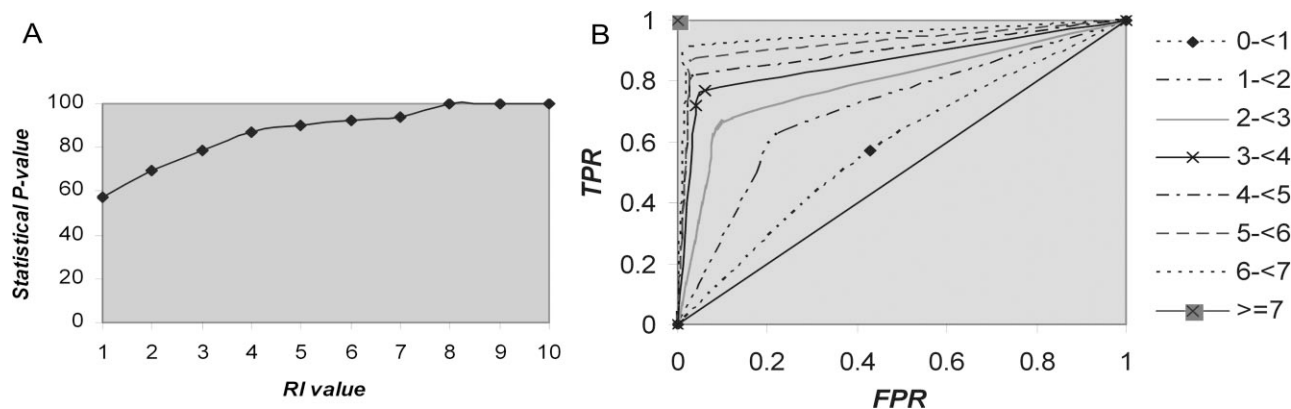 A
Statistical P-value
100
80
60
40
20
0
1 2 3 4 5 6 7 8 9 10
RI value
B
TPR
1
0.8
0.6
0.4
0.2
0
0 0.2 0.4 0.6 0.8 1
FPR
0-<1
1-<2
2-<3
3-<4
4-<5
5-<6
6-<7
>=7